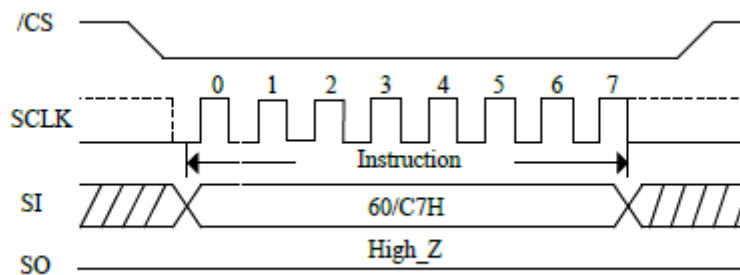 /CS
0 1 2 3 4 5 6 7
SCLK
Instruction
SI 60/C7H
High_Z
SO